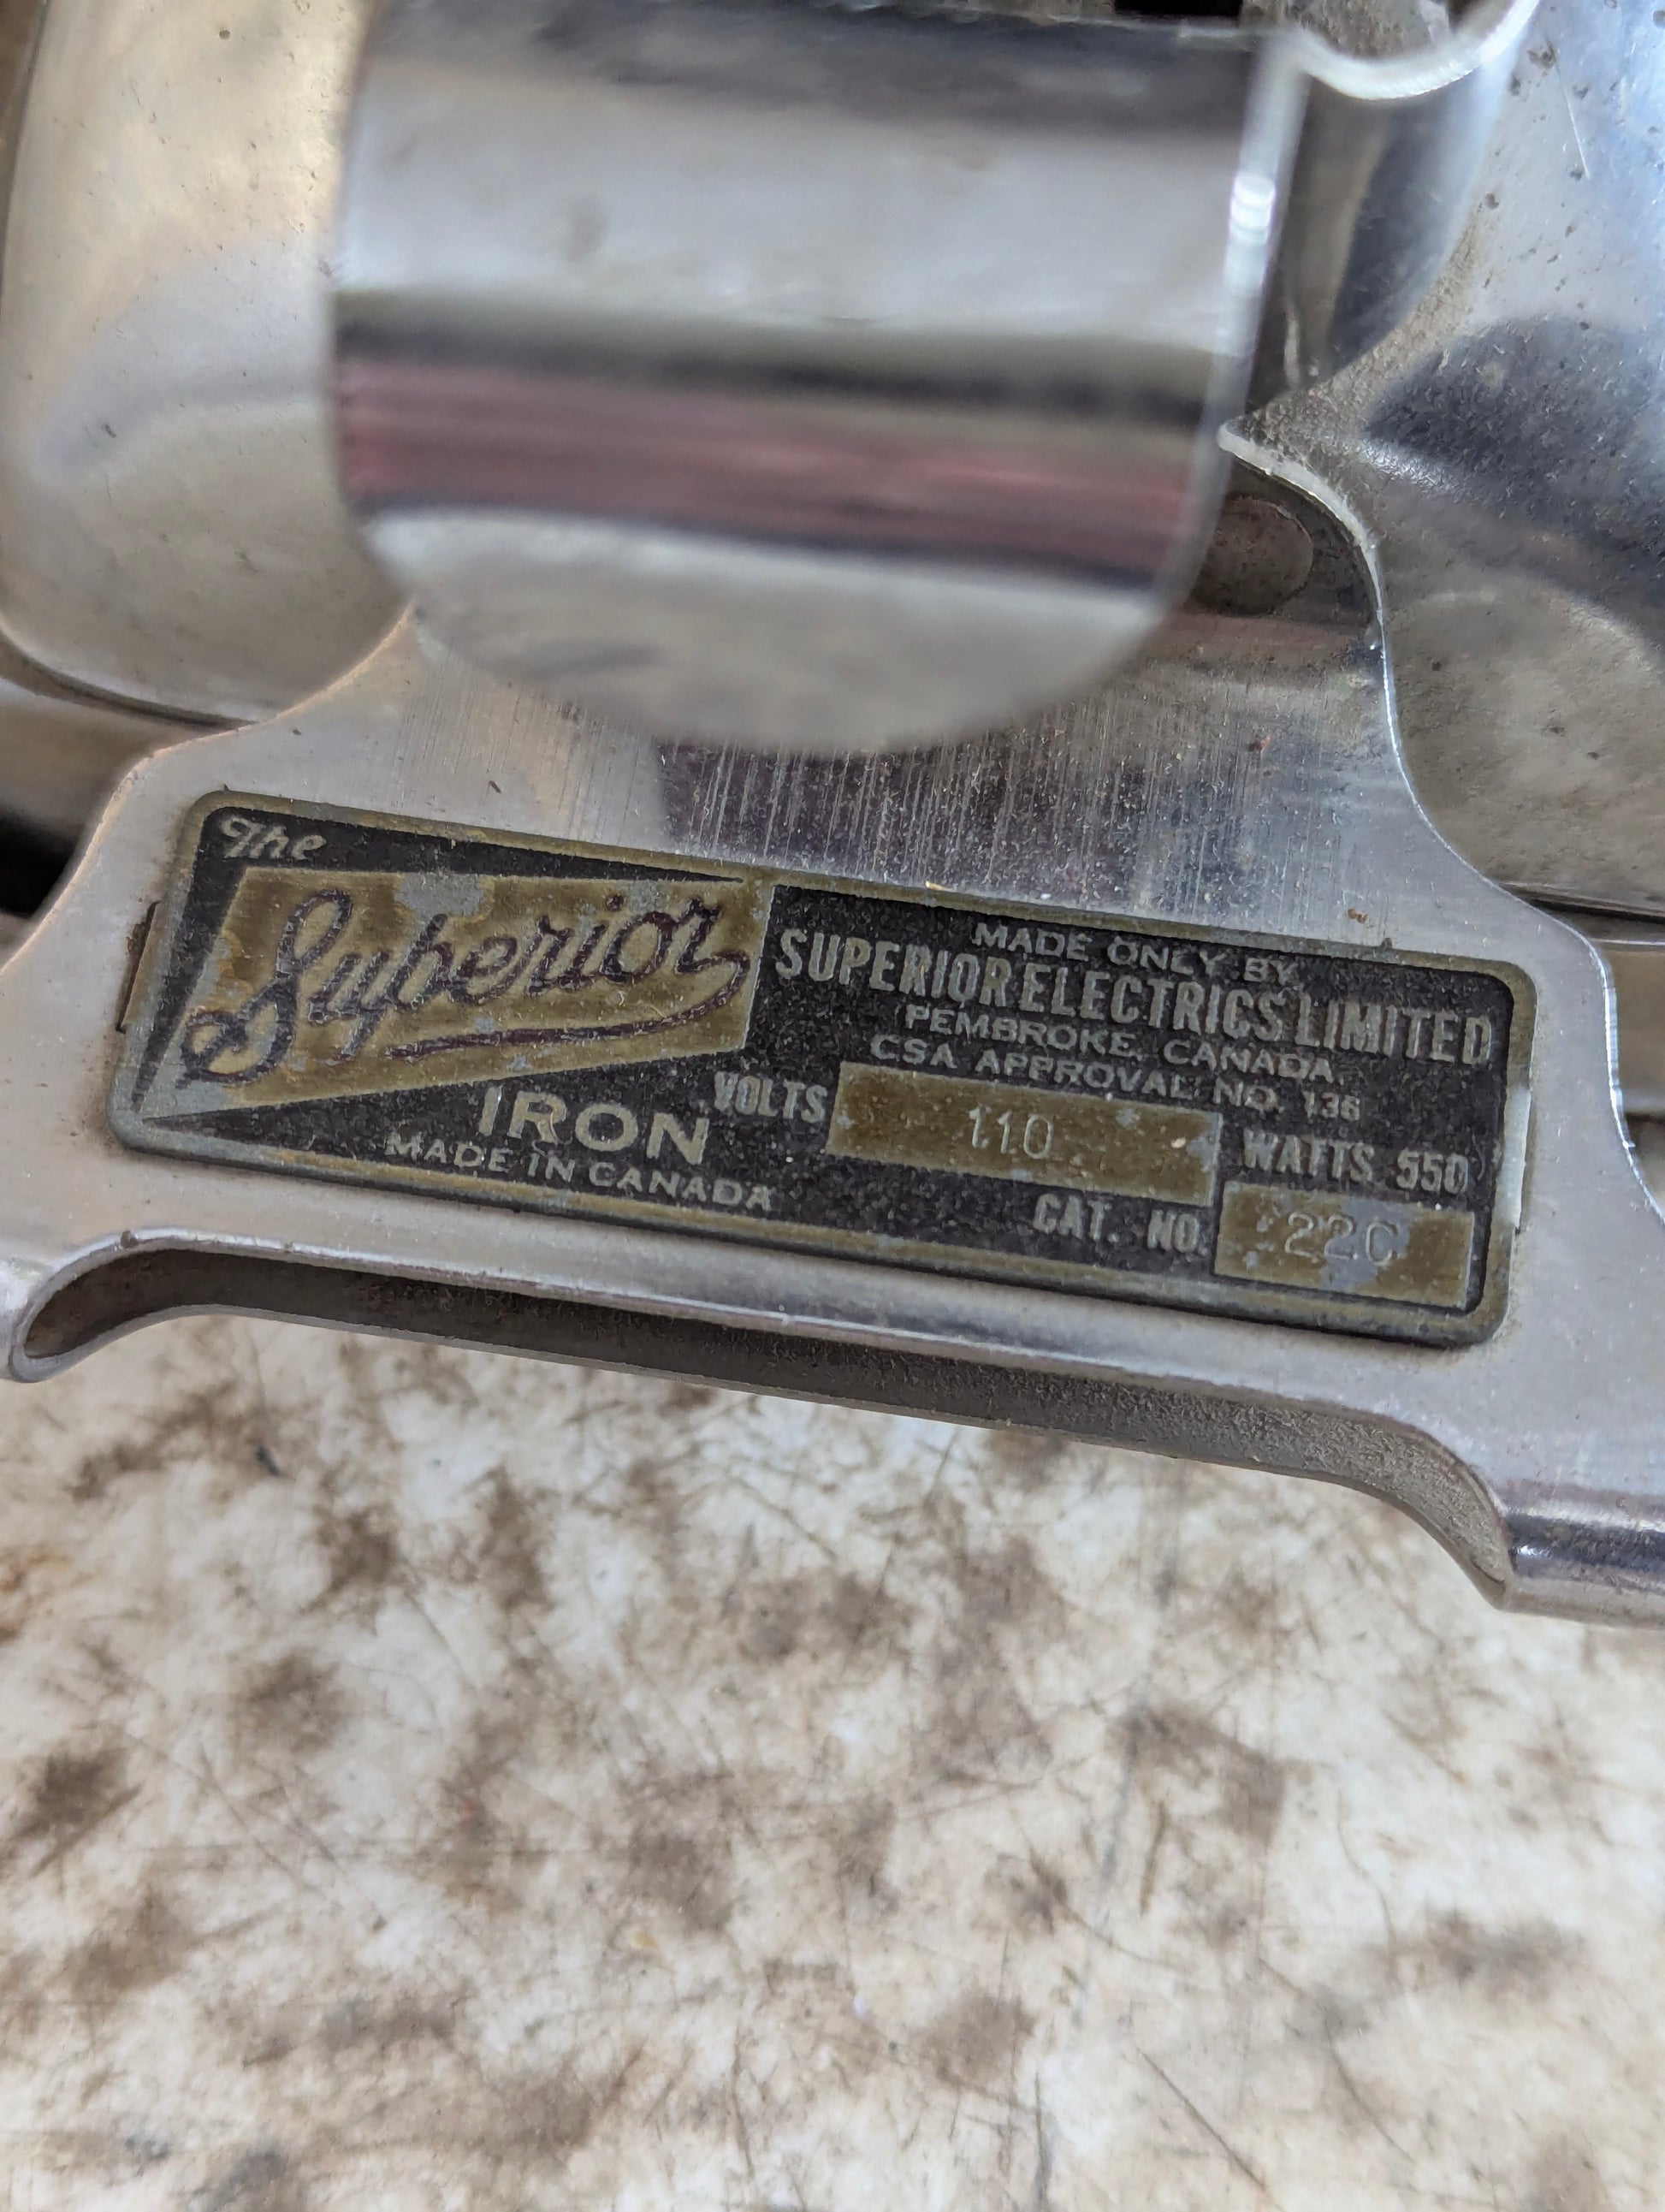 The
Superior
IRON
MADE IN CANADA
MADE ONLY BY
SUPERIOR ELECTRICS LIMITED
PEMBROKE, CANADA.
CSA APPROVAL NO. 136
VOLTS 110 WATTS 550
CAT. NO. 22C